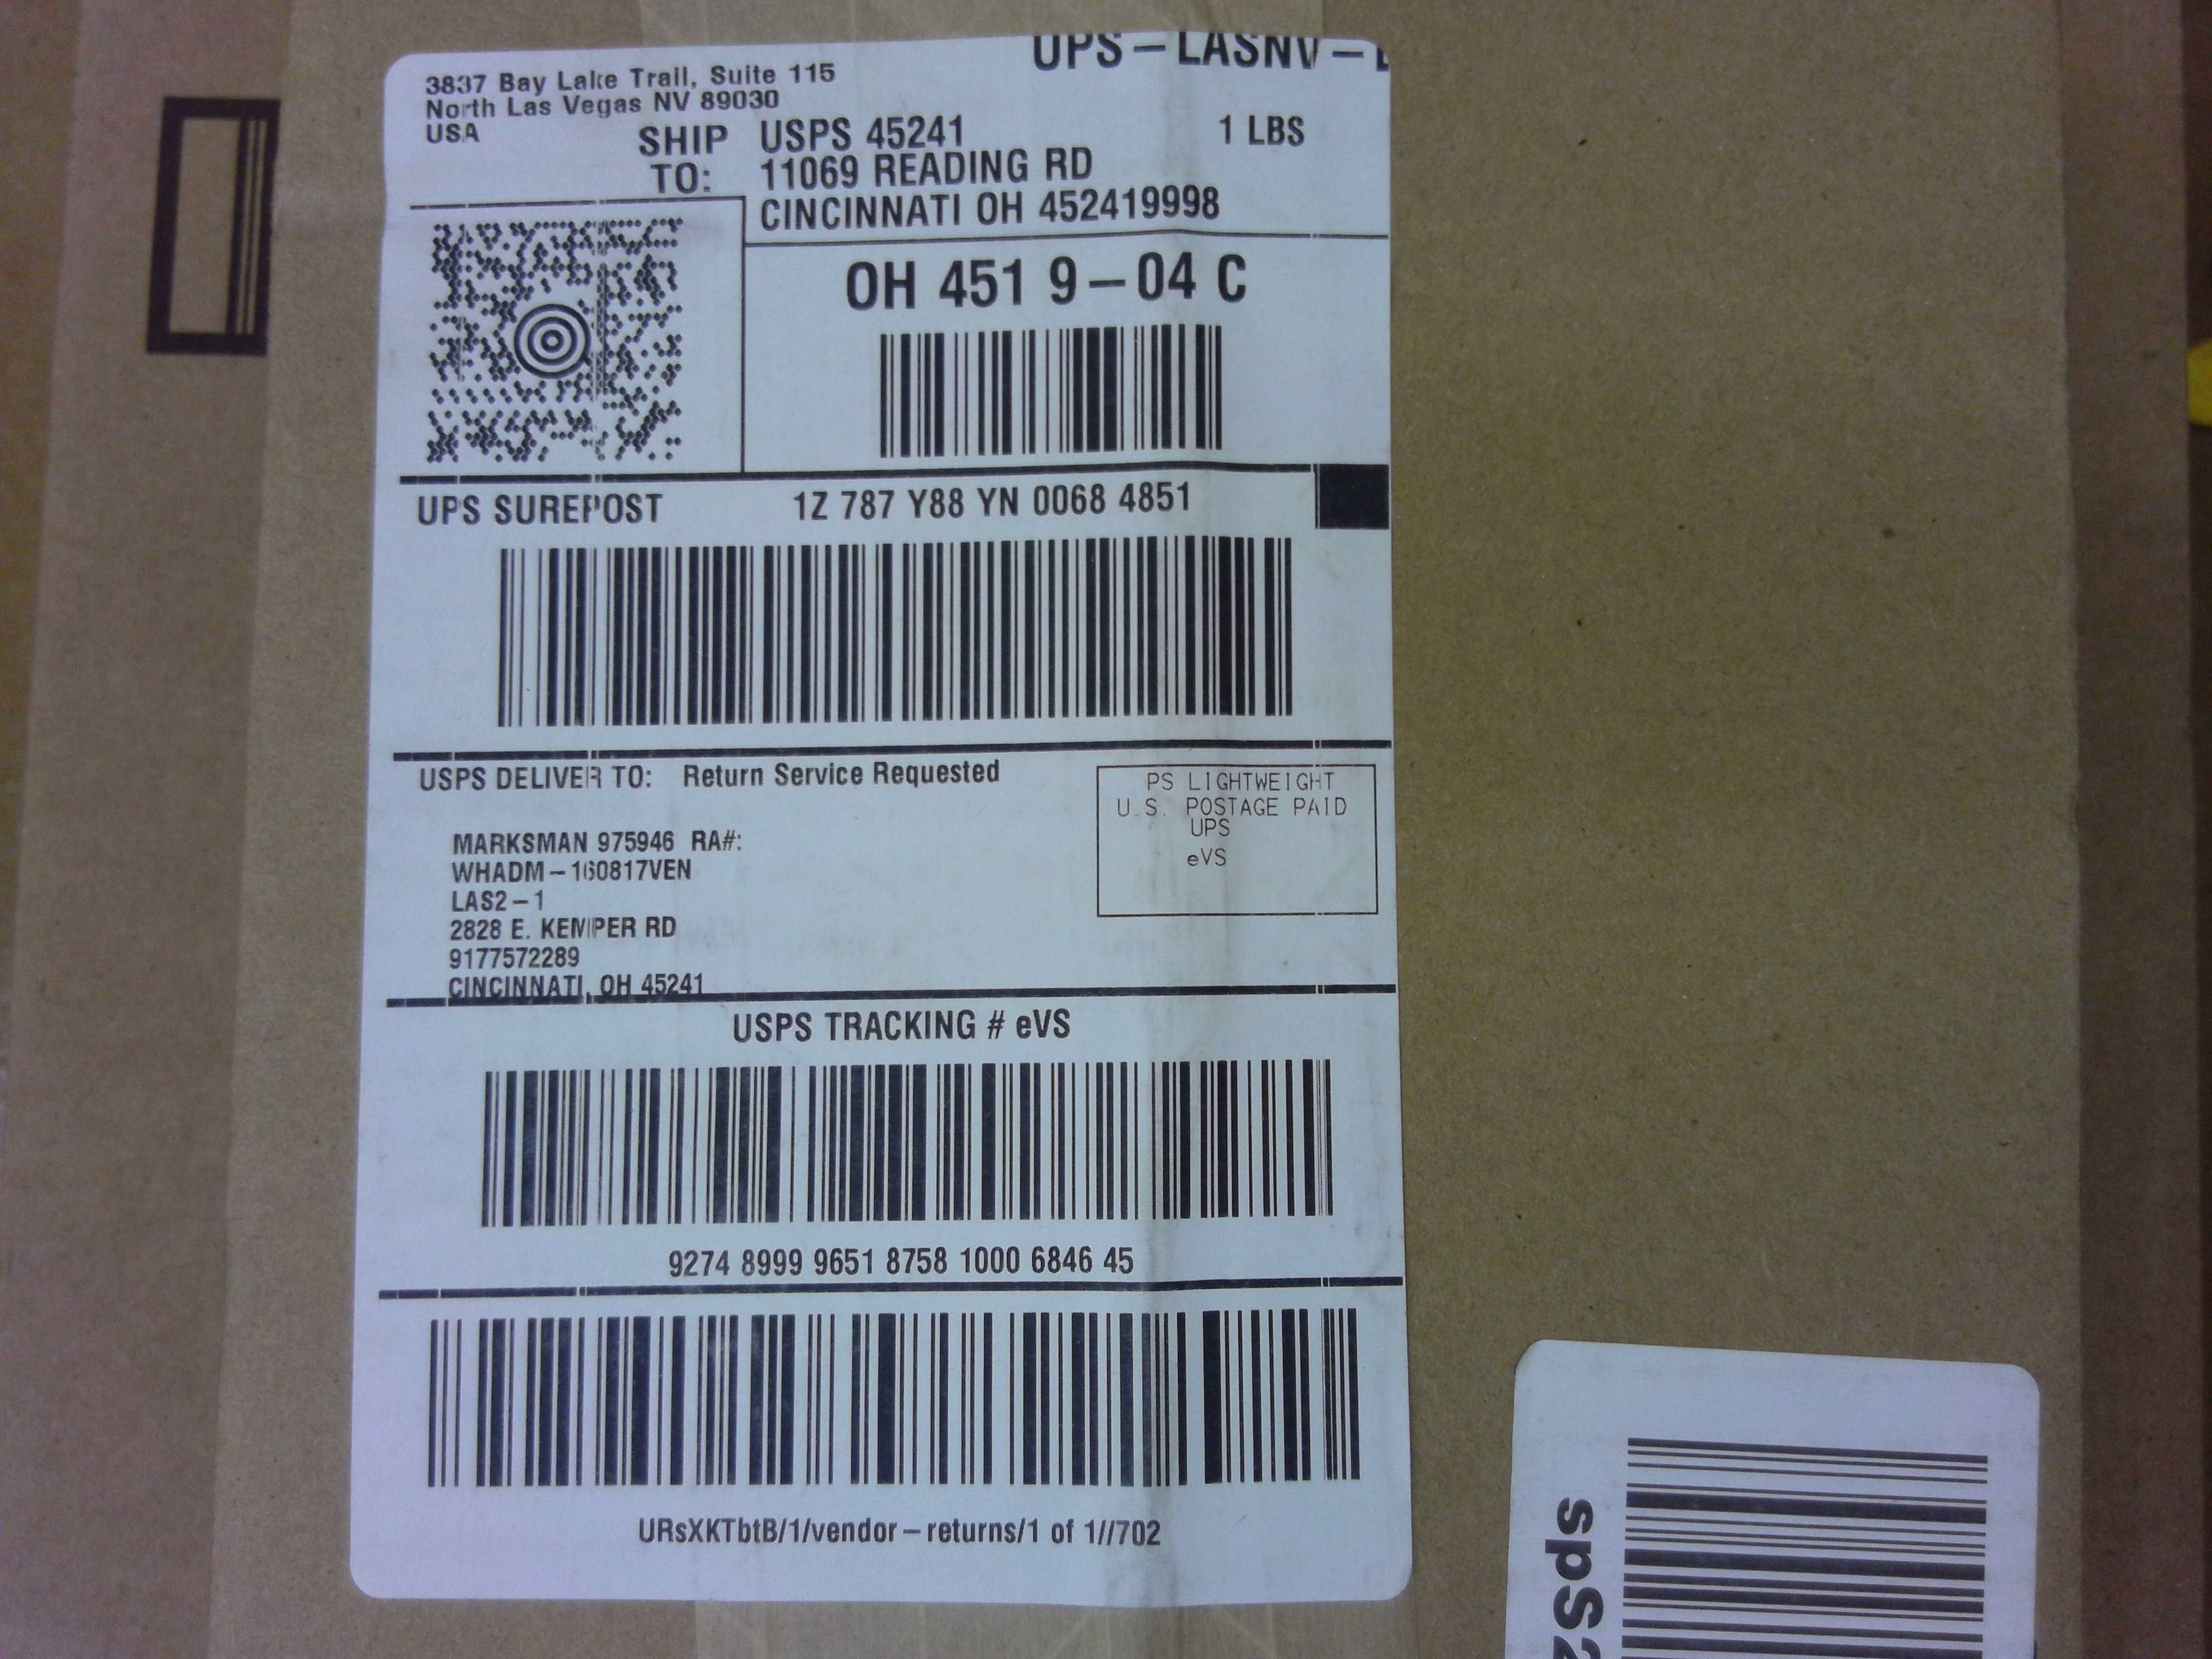 UPS – LASNV –
3837 Bay Lake Trail, Suite 115
North Las Vegas NV 89030
USA
SHIP TO:
USPS 45241
11069 READING RD
CINCINNATI OH 452419998
1 LBS
OH 451 9 – 04 C
UPS SUREPOST
1Z 787 Y88 YN 0068 4851
USPS DELIVER TO: Return Service Requested
PS LIGHTWEIGHT
U.S. POSTAGE PAID
UPS
eVS
MARKSMAN 975946 RA#:
WHADM – 160817VEN
LAS2 – 1
2828 E. KEMPER RD
9177572289
CINCINNATI, OH 45241
USPS TRACKING # eVS
9274 8999 9651 8758 1000 6846 45
URsXKTbtB/1/vendor – returns/1 of 1//702